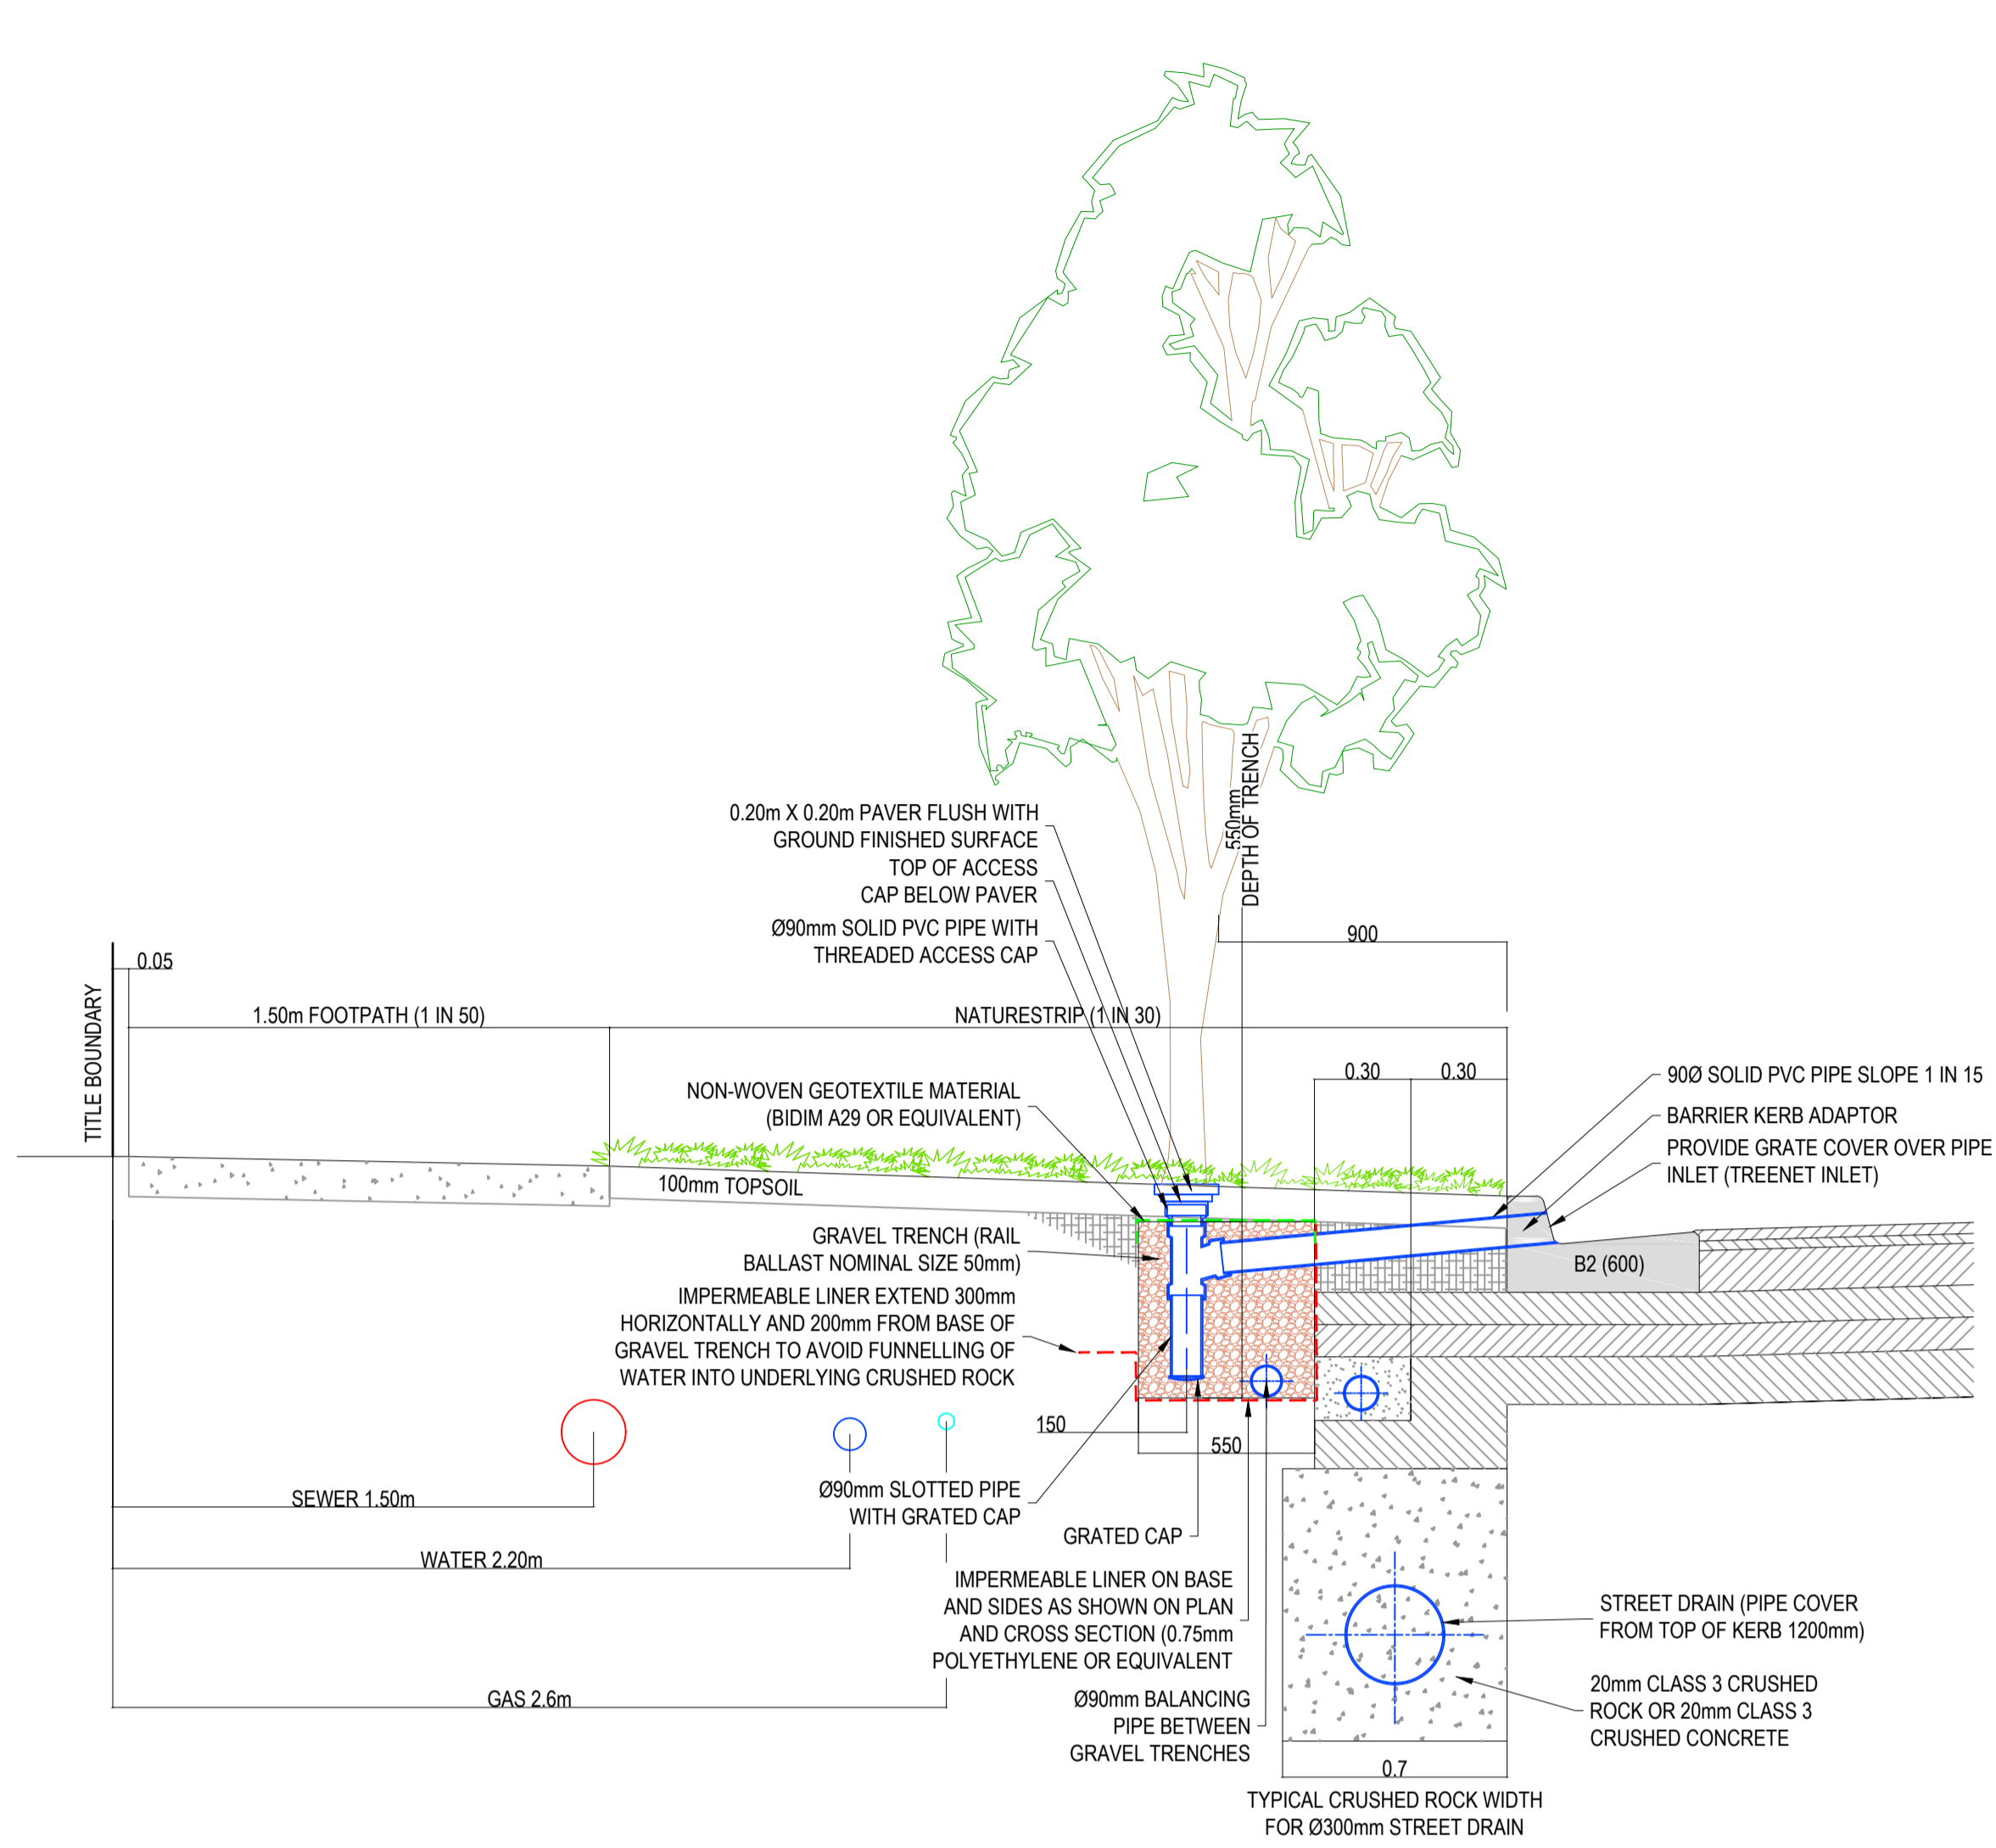 0.20m X 0.20m PAVER FLUSH WITH
GROUND FINISHED SURFACE
TOP OF ACCESS
CAP BELOW PAVER
Ø90mm SOLID PVC PIPE WITH
THREADED ACCESS CAP
550mm
DEPTH OF TRENCH
900
0.05
TITLE BOUNDARY
1.50m FOOTPATH (1 IN 50)
NATURESTRIP (1 IN 30)
0.30
0.30
NON-WOVEN GEOTEXTILE MATERIAL
(BIDIM A29 OR EQUIVALENT)
90Ø SOLID PVC PIPE SLOPE 1 IN 15
BARRIER KERB ADAPTOR
PROVIDE GRATE COVER OVER PIPE
INLET (TREENET INLET)
100mm TOPSOIL
GRAVEL TRENCH (RAIL
BALLAST NOMINAL SIZE 50mm)
B2 (600)
IMPERMEABLE LINER EXTEND 300mm
HORIZONTALLY AND 200mm FROM BASE OF
GRAVEL TRENCH TO AVOID FUNNELLING OF
WATER INTO UNDERLYING CRUSHED ROCK
150
550
SEWER 1.50m
Ø90mm SLOTTED PIPE
WITH GRATED CAP
GRATED CAP
WATER 2.20m
IMPERMEABLE LINER ON BASE
AND SIDES AS SHOWN ON PLAN
AND CROSS SECTION (0.75mm
POLYETHYLENE OR EQUIVALENT
STREET DRAIN (PIPE COVER
FROM TOP OF KERB 1200mm)
GAS 2.6m
Ø90mm BALANCING
PIPE BETWEEN
GRAVEL TRENCHES
20mm CLASS 3 CRUSHED
ROCK OR 20mm CLASS 3
CRUSHED CONCRETE
0.7
TYPICAL CRUSHED ROCK WIDTH
FOR Ø300mm STREET DRAIN